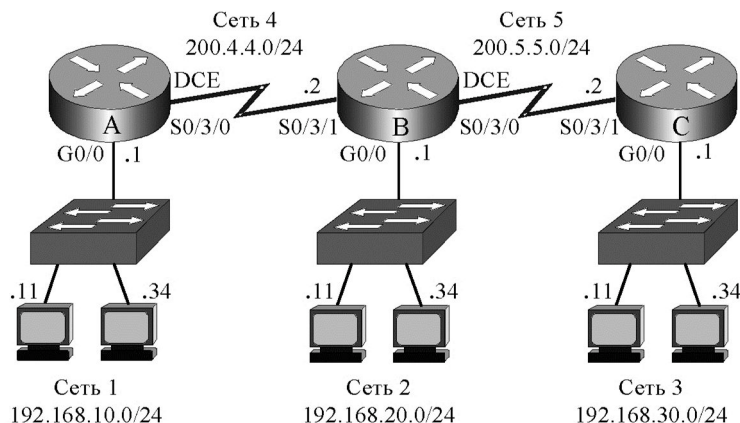 Сеть 4
200.4.4.0/24
Сеть 5
200.5.5.0/24
DCE
.2
DCE
.2
A
S0/3/0
S0/3/1
B
S0/3/0
S0/3/1
C
G0/0
.1
G0/0
.1
G0/0
.1
.11
.34
.11
.34
.11
.34
Сеть 1
192.168.10.0/24
Сеть 2
192.168.20.0/24
Сеть 3
192.168.30.0/24